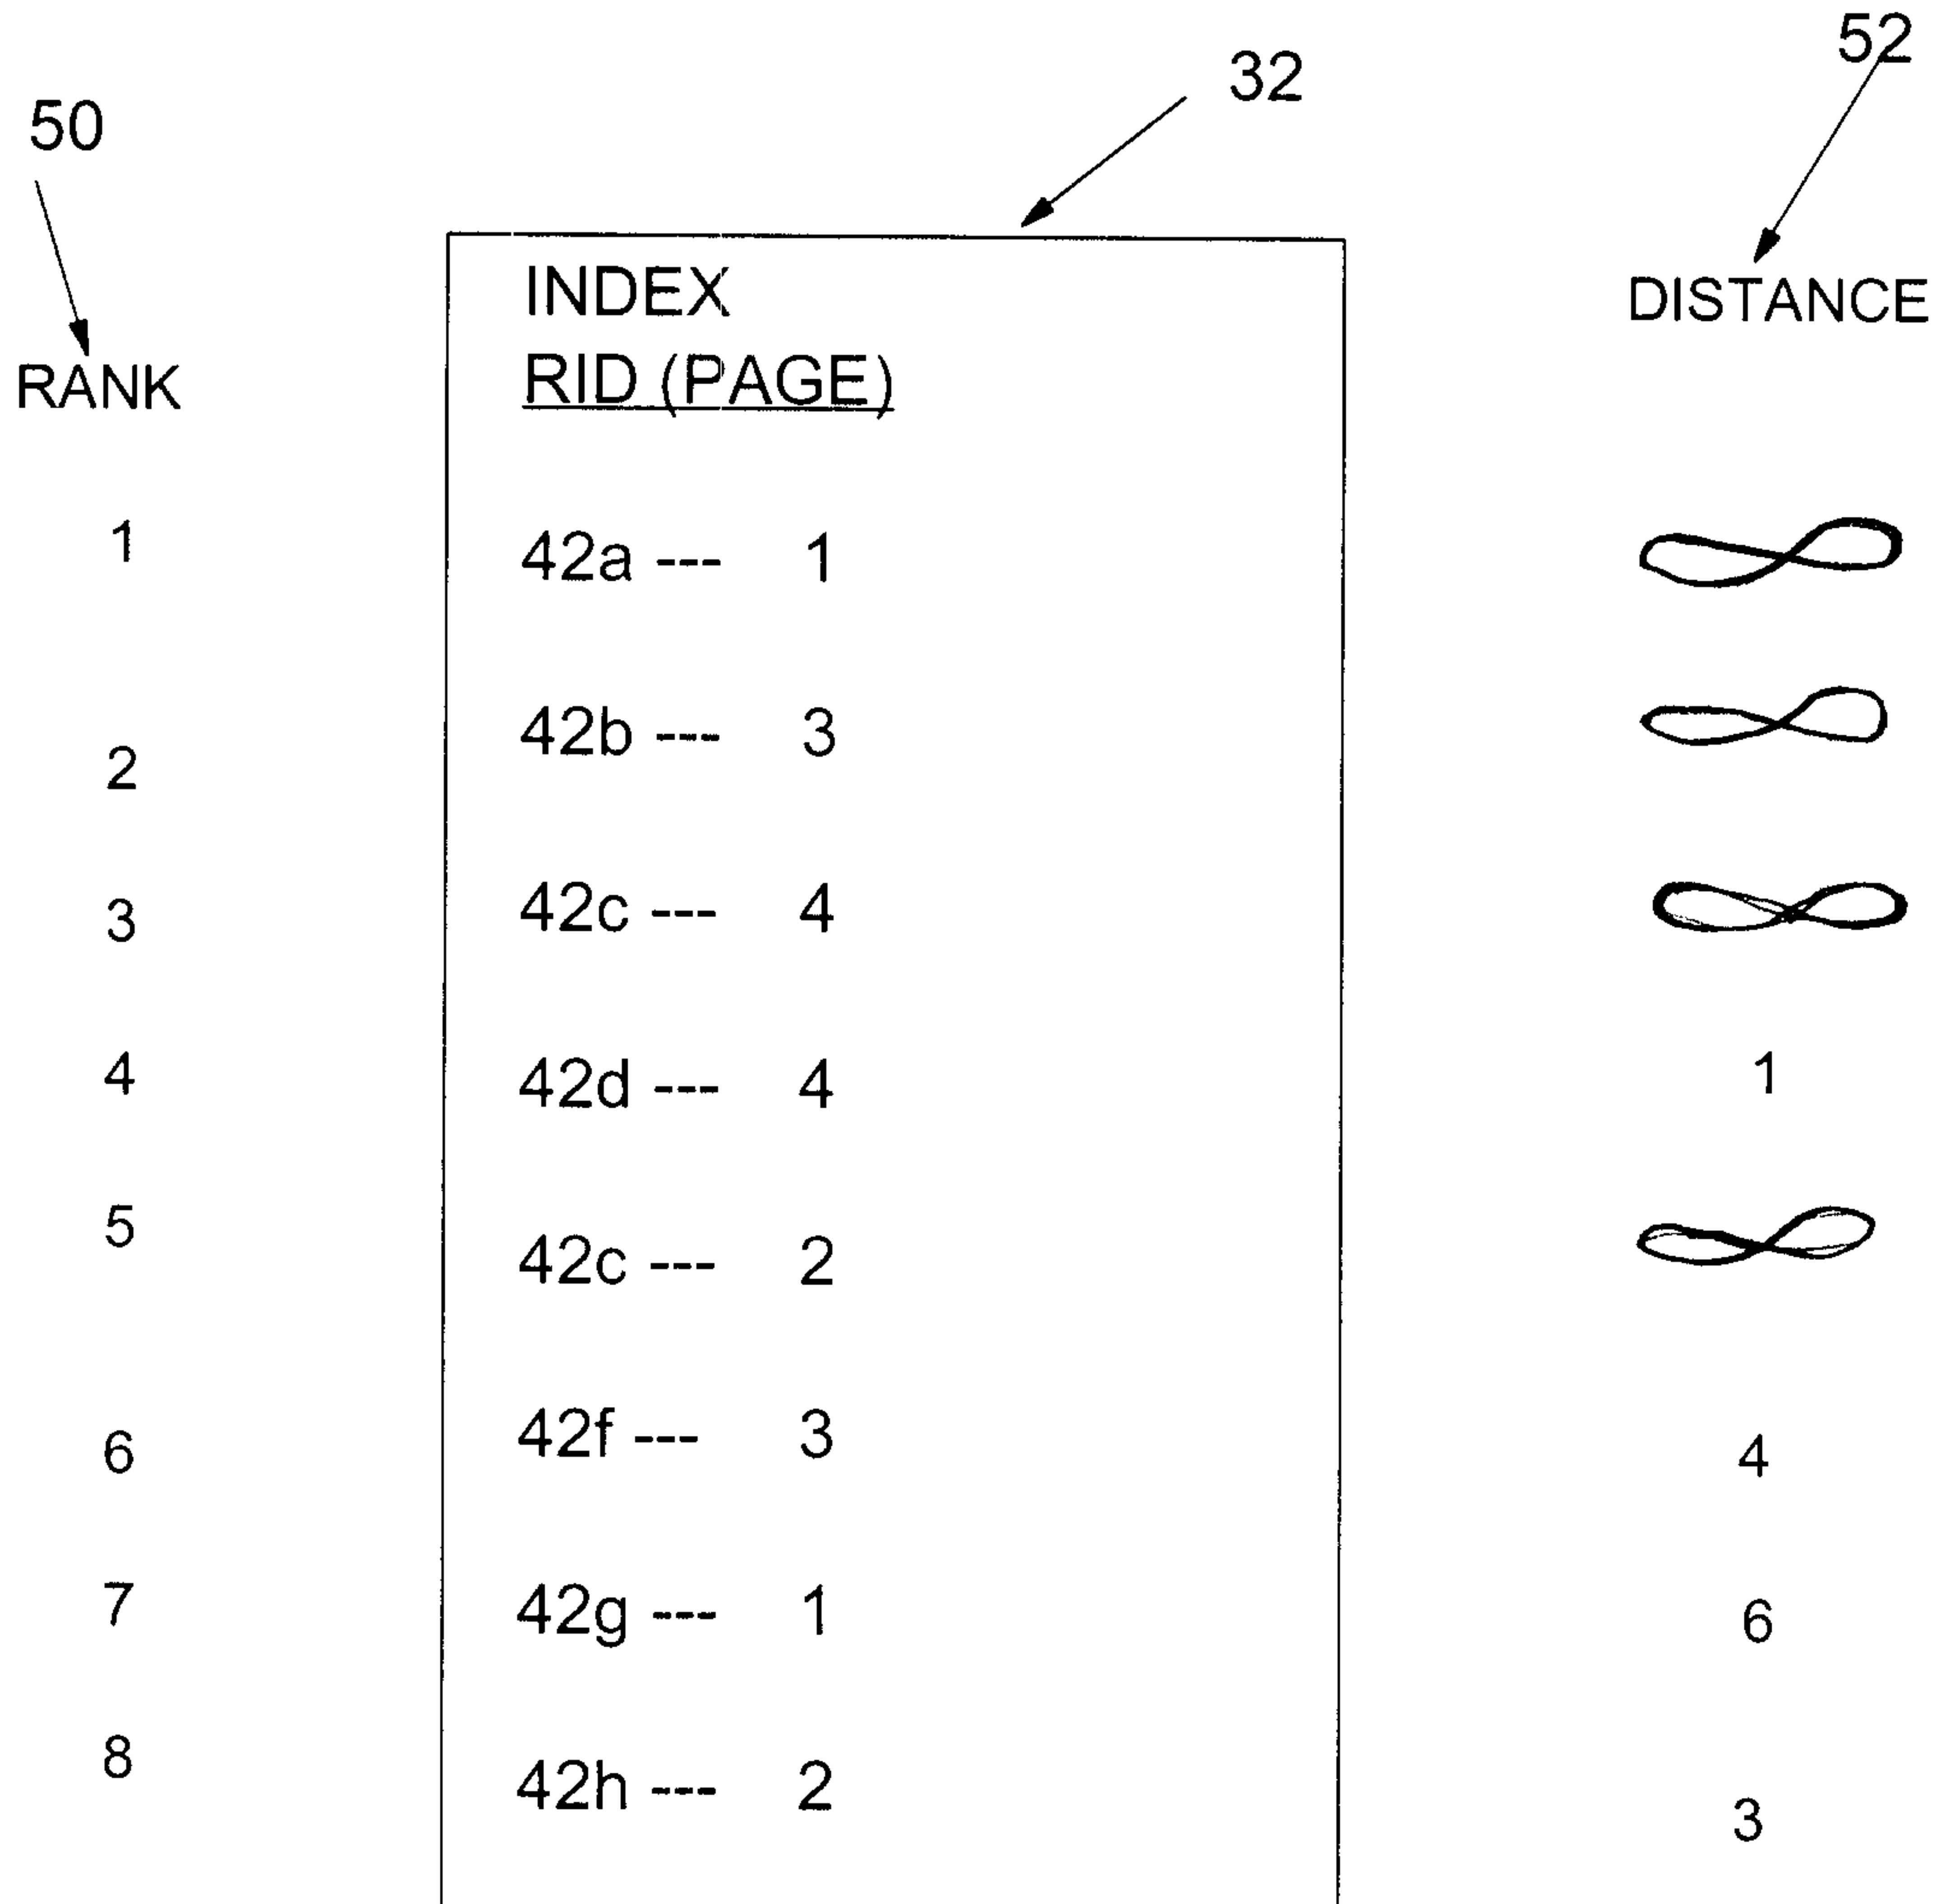 52
32
50
INDEX
DISTANCE
RID (PAGE)
RANK
1 42a --- 1 ∞
2 42b --- 3 ∞
3 42c --- 4 ∞
4 42d --- 4 1
5 42c --- 2 ∞
6 42f --- 3 4
7 42g --- 1 6
8 42h --- 2 3